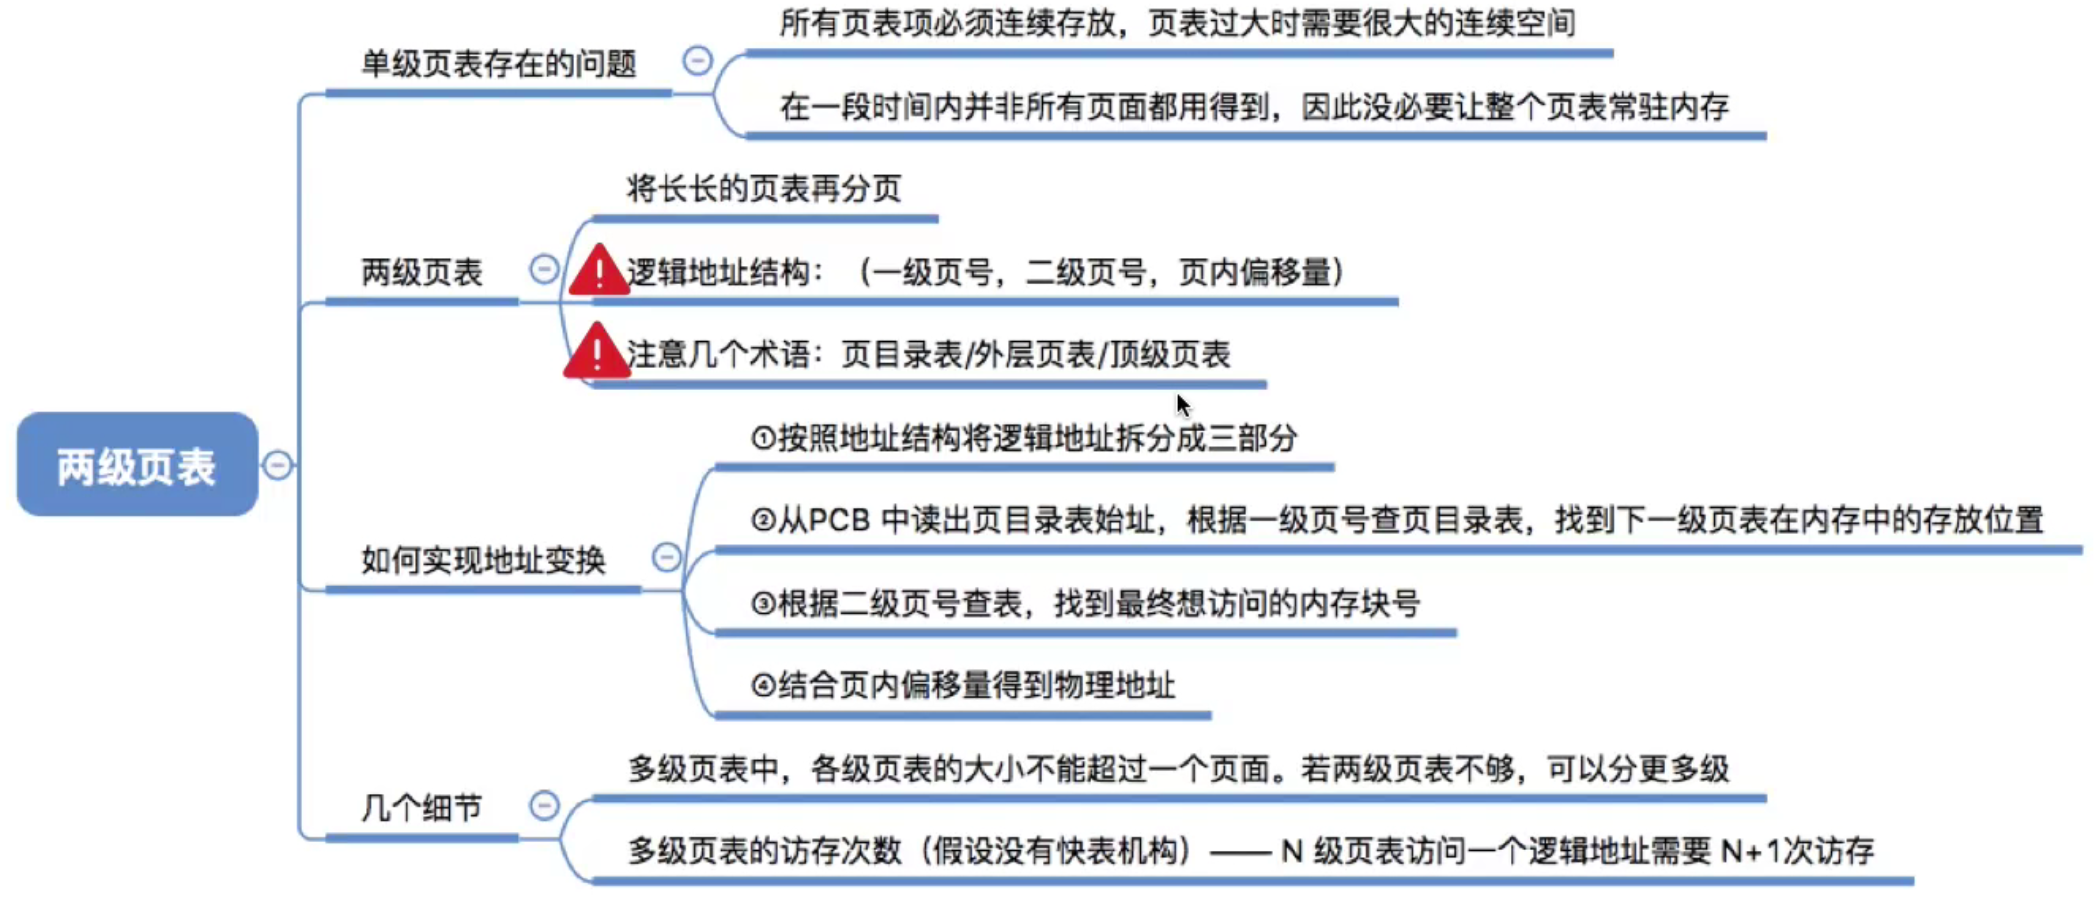 所有页表项必须连续存放，页表过大时需要很大的连续空间
单级页表存在的问题
在一段时间内并非所有页面都用得到，因此没必要让整个页表常驻内存
将长长的页表再分页
两级页表
逻辑地址结构：（一级页号，二级页号，页内偏移量）
注意几个术语：页目录表/外层页表/顶级页表
两级页表
①按照地址结构将逻辑地址拆分成三部分
②从PCB 中读出页目录表始址，根据一级页号查页目录表，找到下一级页表在内存中的存放位置
如何实现地址变换
③根据二级页号查表，找到最终想访问的内存块号
④结合页内偏移量得到物理地址
多级页表中，各级页表的大小不能超过一个页面。若两级页表不够，可以分更多级
几个细节
多级页表的访存次数（假设没有快表机构）—— N 级页表访问一个逻辑地址需要 N+1次访存